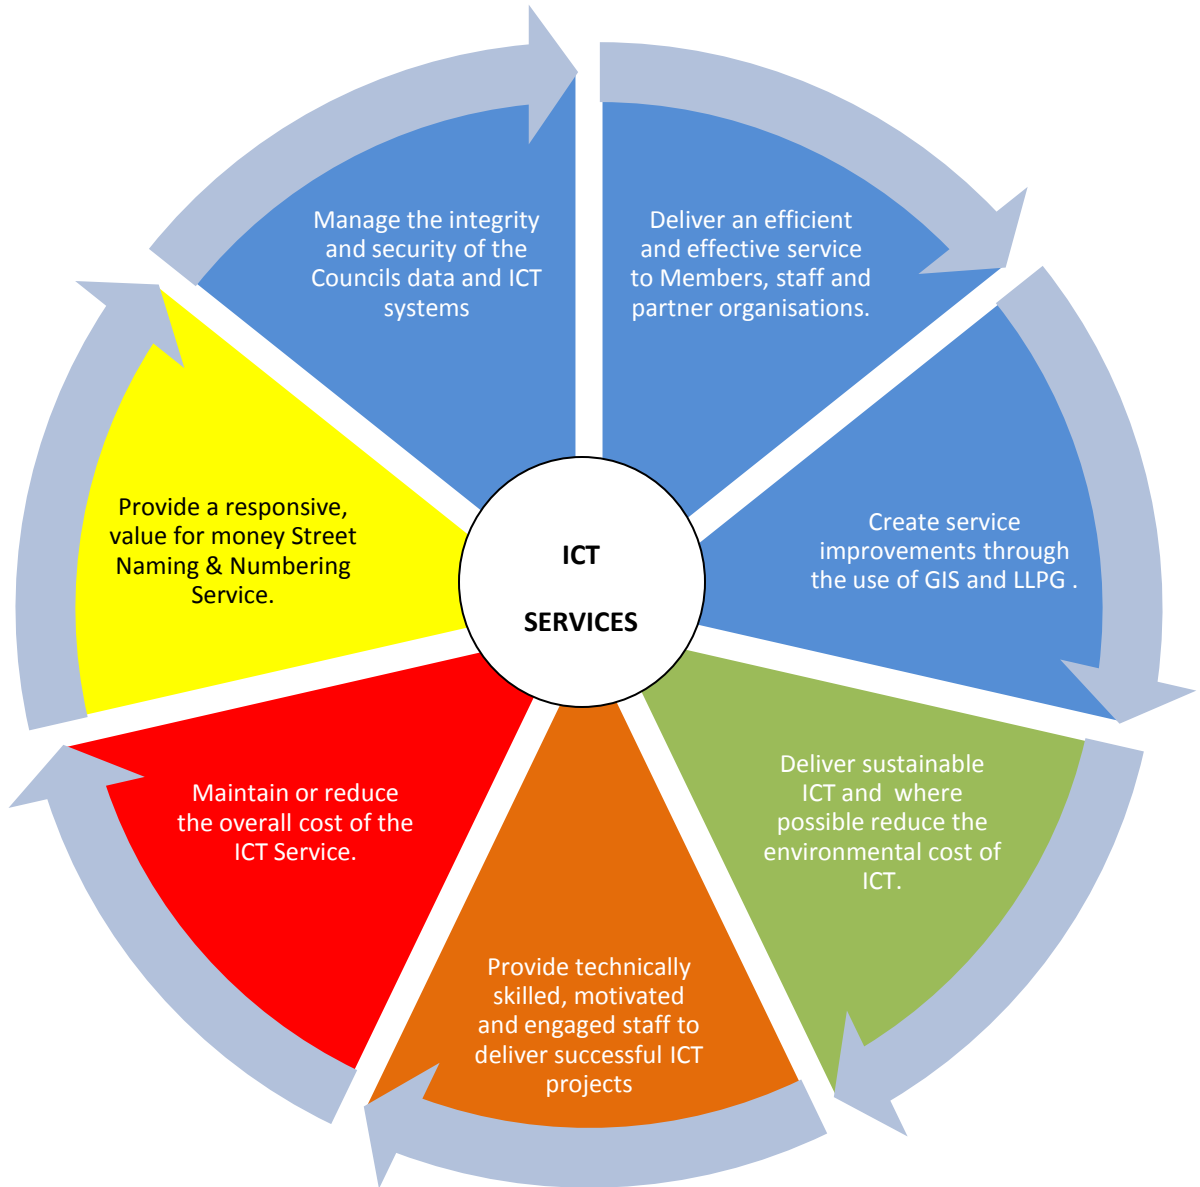 Manage the integrity
and security of the
Councils data and ICT
systems
Deliver an efficient
and effective service
to Members, staff and
partner organisations.
Create service
improvements through
the use of GIS and LLPG .
Deliver sustainable
ICT and where
possible reduce the
environmental cost of
ICT.
Provide technically
skilled, motivated
and engaged staff to
deliver successful ICT
projects
Maintain or reduce
the overall cost of the
ICT Service.
Provide a responsive,
value for money Street
Naming & Numbering
Service.
ICT
SERVICES